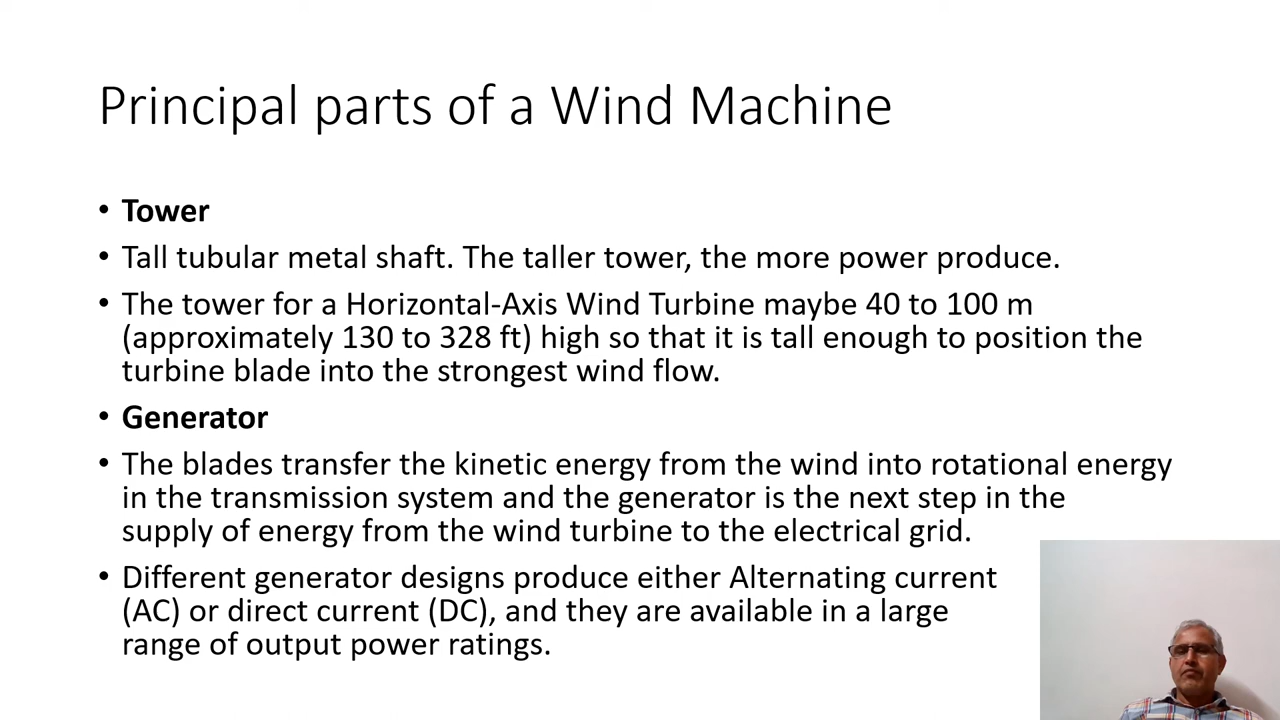 Principal parts of a Wind Machine
• Tower
• Tall tubular metal shaft. The taller tower, the more power produce.
• The tower for a Horizontal-Axis Wind Turbine maybe 40 to 100 m
(approximately 130 to 328 ft) high so that it is tall enough to position the
turbine blade into the strongest wind flow.
• Generator
• The blades transfer the kinetic energy from the wind into rotational energy
in the transmission system and the generator is the next step in the
supply of energy from the wind turbine to the electrical grid.
• Different generator designs produce either Alternating current
(AC) or direct current (DC), and they are available in a large
range of output power ratings.